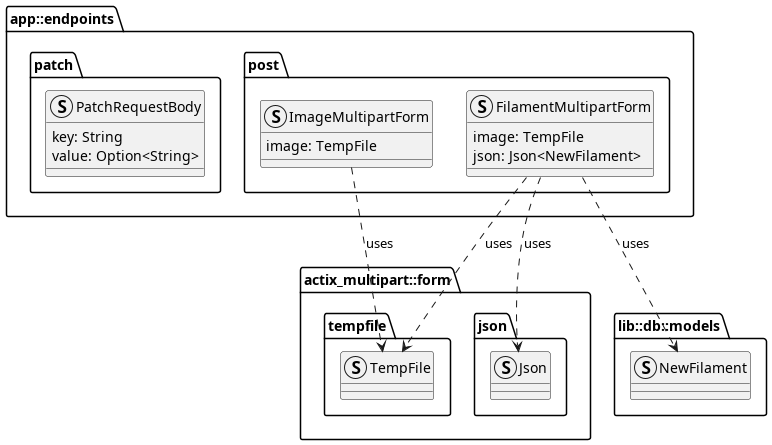 app::endpoints
patch
post
S PatchRequestBody
key: String
value: Option<String>
S ImageMultipartForm
image: TempFile
S FilamentMultipartForm
image: TempFile
json: Json<NewFilament>
uses
uses
uses
uses
actix_multipart::form
tempfile
json
lib::db::models
S TempFile
S Json
S NewFilament